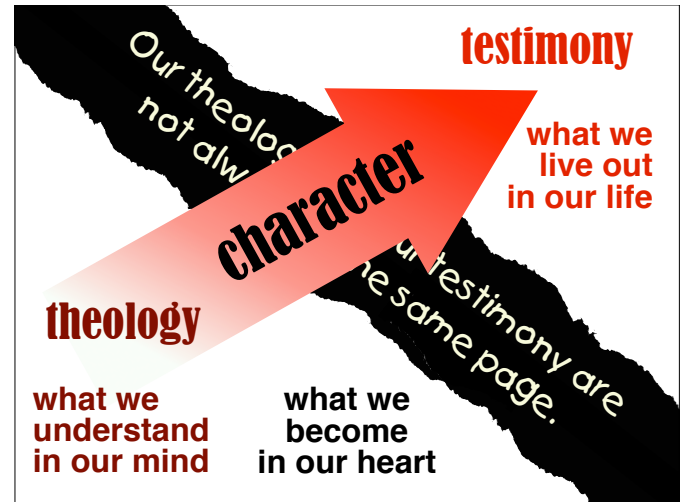 testimony
Our theolog
not alw
what we
live out
in our life
character
ur testimony are
he same page.
theology
what we
understand
in our mind
what we
become
in our heart